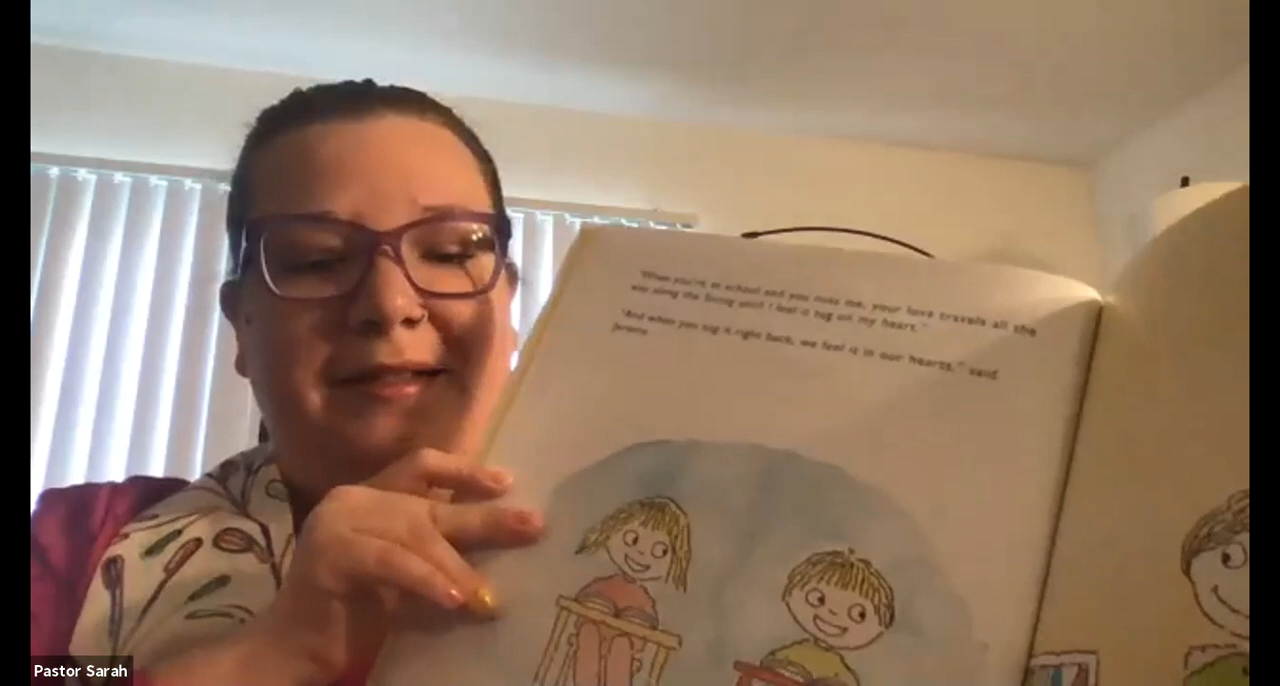 "When you're at school and you miss me, your love travels all the
way along the String until I feel it tug on my heart."
"And when you tug it right back, we feel it in our hearts," said
Jeremy
Pastor Sarah